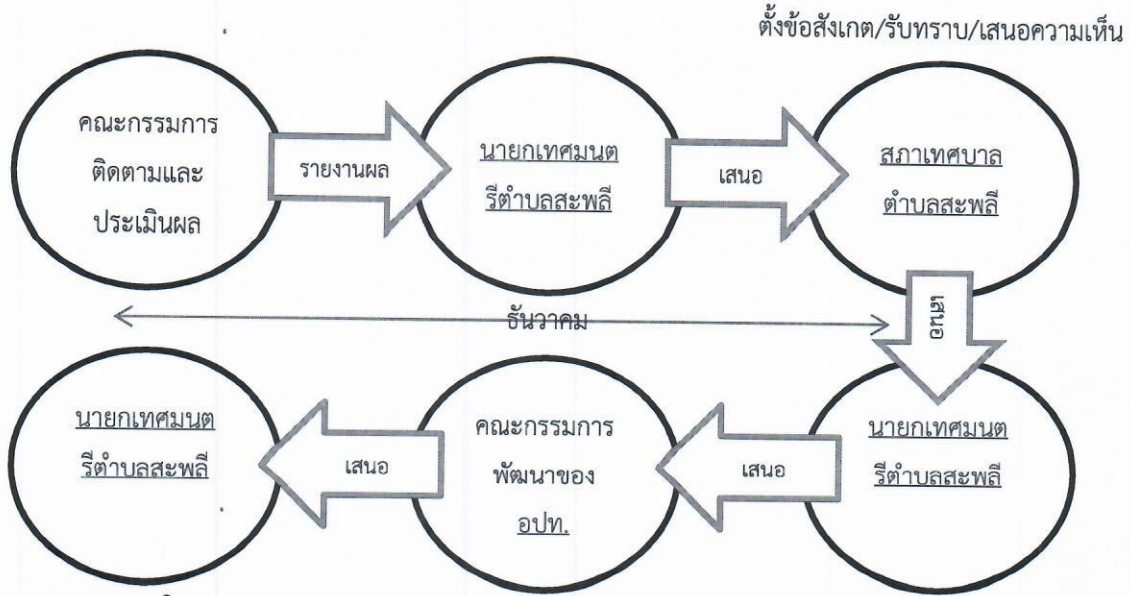 ตั้งข้อสังเกต/รับทราบ/เสนอความเห็น
คณะกรรมการ
ติดตามและ
ประเมินผล
รายงานผล
นายกเทศมนต
รีตำบลสะพลี
เสนอ
สภาเทศบาล
ตำบลสะพลี
เสนอ
ธันวาคม
นายกเทศมนต
รีตำบลสะพลี
เสนอ
คณะกรรมการ
พัฒนาของ
อปท.
เสนอ
นายกเทศมนต
รีตำบลสะพลี